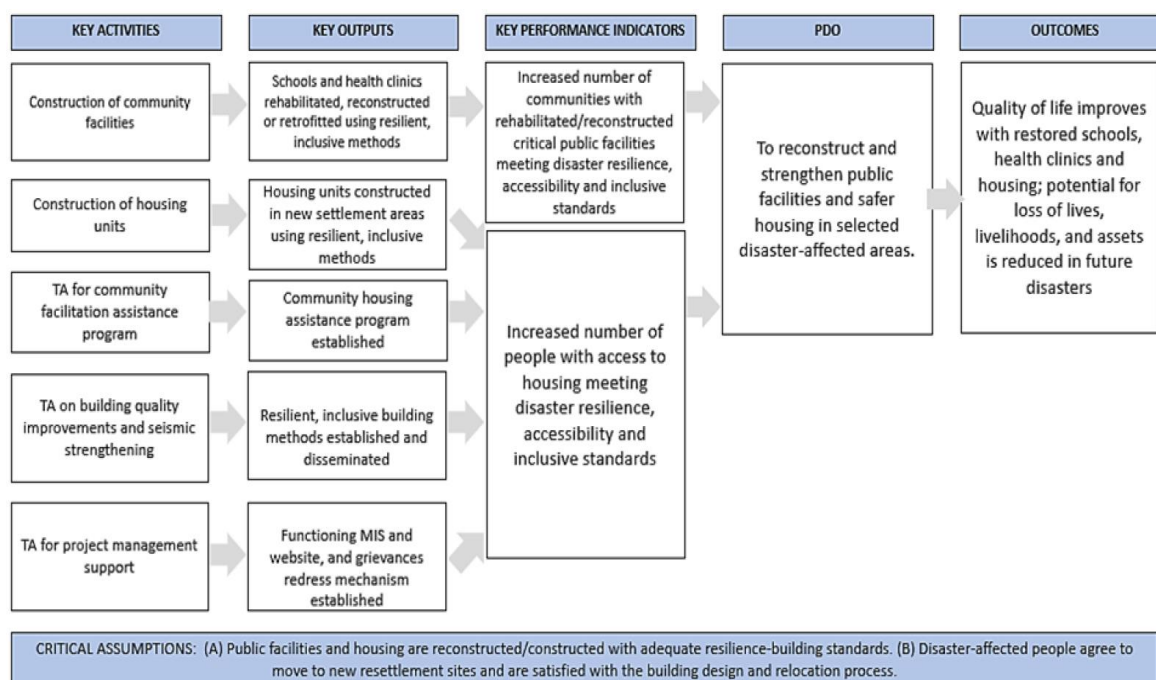 KEY ACTIVITIES
KEY OUTPUTS
KEY PERFORMANCE INDICATORS
PDO
OUTCOMES
Construction of community
facilities
Schools and health clinics
rehabilitated, reconstructed
or retrofitted using resilient,
inclusive methods
Increased number of
communities with
rehabilitated/reconstructed
critical public facilities
meeting disaster resilience,
accessibility and inclusive
standards
To reconstruct and
strengthen public
facilities and safer
housing in selected
disaster-affected areas.
Quality of life improves
with restored schools,
health clinics and
housing; potential for
loss of lives,
livelihoods, and assets
is reduced in future
disasters
Construction of housing
units
Housing units constructed
in new settlement areas
using resilient, inclusive
methods
TA for community
facilitation assistance
program
Community housing
assistance program
established
Increased number of
people with access to
housing meeting
disaster resilience,
accessibility and
inclusive standards
TA on building quality
improvements and seismic
strengthening
Resilient, inclusive building
methods established and
disseminated
TA for project management
support
Functioning MIS and
website, and grievances
redress mechanism
established
CRITICAL ASSUMPTIONS: (A) Public facilities and housing are reconstructed/constructed with adequate resilience-building standards. (B) Disaster-affected people agree to
move to new resettlement sites and are satisfied with the building design and relocation process.